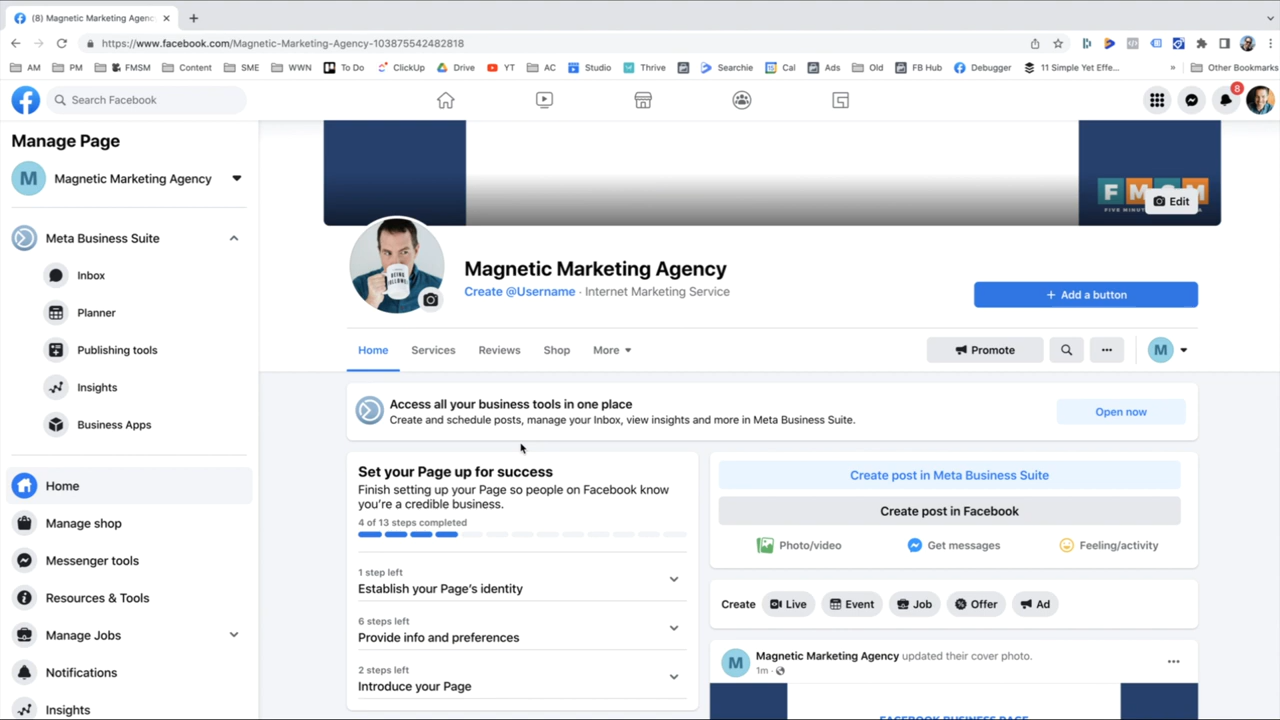 (8) Magnetic Marketing Agenc
https://www.facebook.com/Magnetic-Marketing-Agency-103875542482818
AM PM FMSM Content SME WWN To Do ClickUp Drive YT AC Studio Thrive Searchie Cal Ads Old FB Hub Debugger 11 Simple Yet Effe... » Other Bookmarks
Search Facebook
8
Manage Page
M Magnetic Marketing Agency
Meta Business Suite
Inbox
Planner
Publishing tools
Insights
Business Apps
Home
Manage shop
Messenger tools
Resources & Tools
Manage Jobs
Notifications
Insights
Edit
Magnetic Marketing Agency
Create @Username · Internet Marketing Service
+ Add a button
Home Services Reviews Shop More
Promote
M
Access all your business tools in one place
Create and schedule posts, manage your Inbox, view insights and more in Meta Business Suite.
Open now
Set your Page up for success
Finish setting up your Page so people on Facebook know
you're a credible business.
4 of 13 steps completed
1 step left
Establish your Page's identity
6 steps left
Provide info and preferences
2 steps left
Introduce your Page
Create post in Meta Business Suite
Create post in Facebook
Photo/video Get messages Feeling/activity
Create Live Event Job Offer Ad
M Magnetic Marketing Agency updated their cover photo.
1m ·
FACEBOOK BUSINESS PAGE